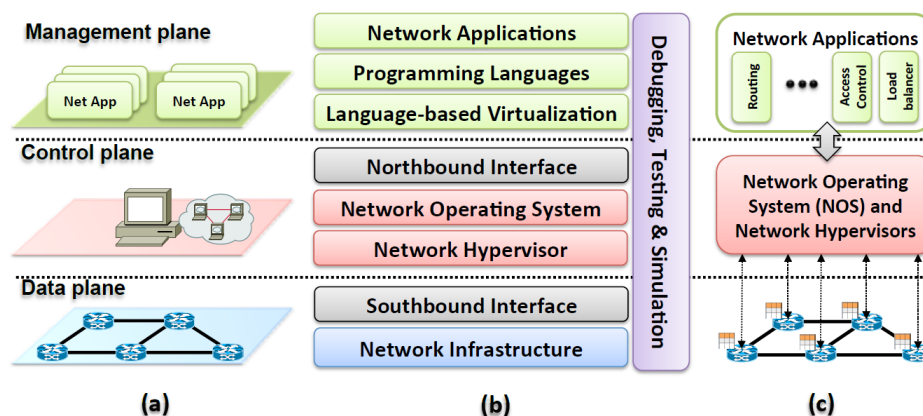 Management plane
Net App
Net App
Control plane
Data plane
(a)
Network Applications
Programming Languages
Language-based Virtualization
Northbound Interface
Network Operating System
Network Hypervisor
Southbound Interface
Network Infrastructure
(b)
Debugging, Testing & Simulation
Network Applications
Routing
Access
Control
Load
balancer
Network Operating
System (NOS) and
Network Hypervisors
(c)